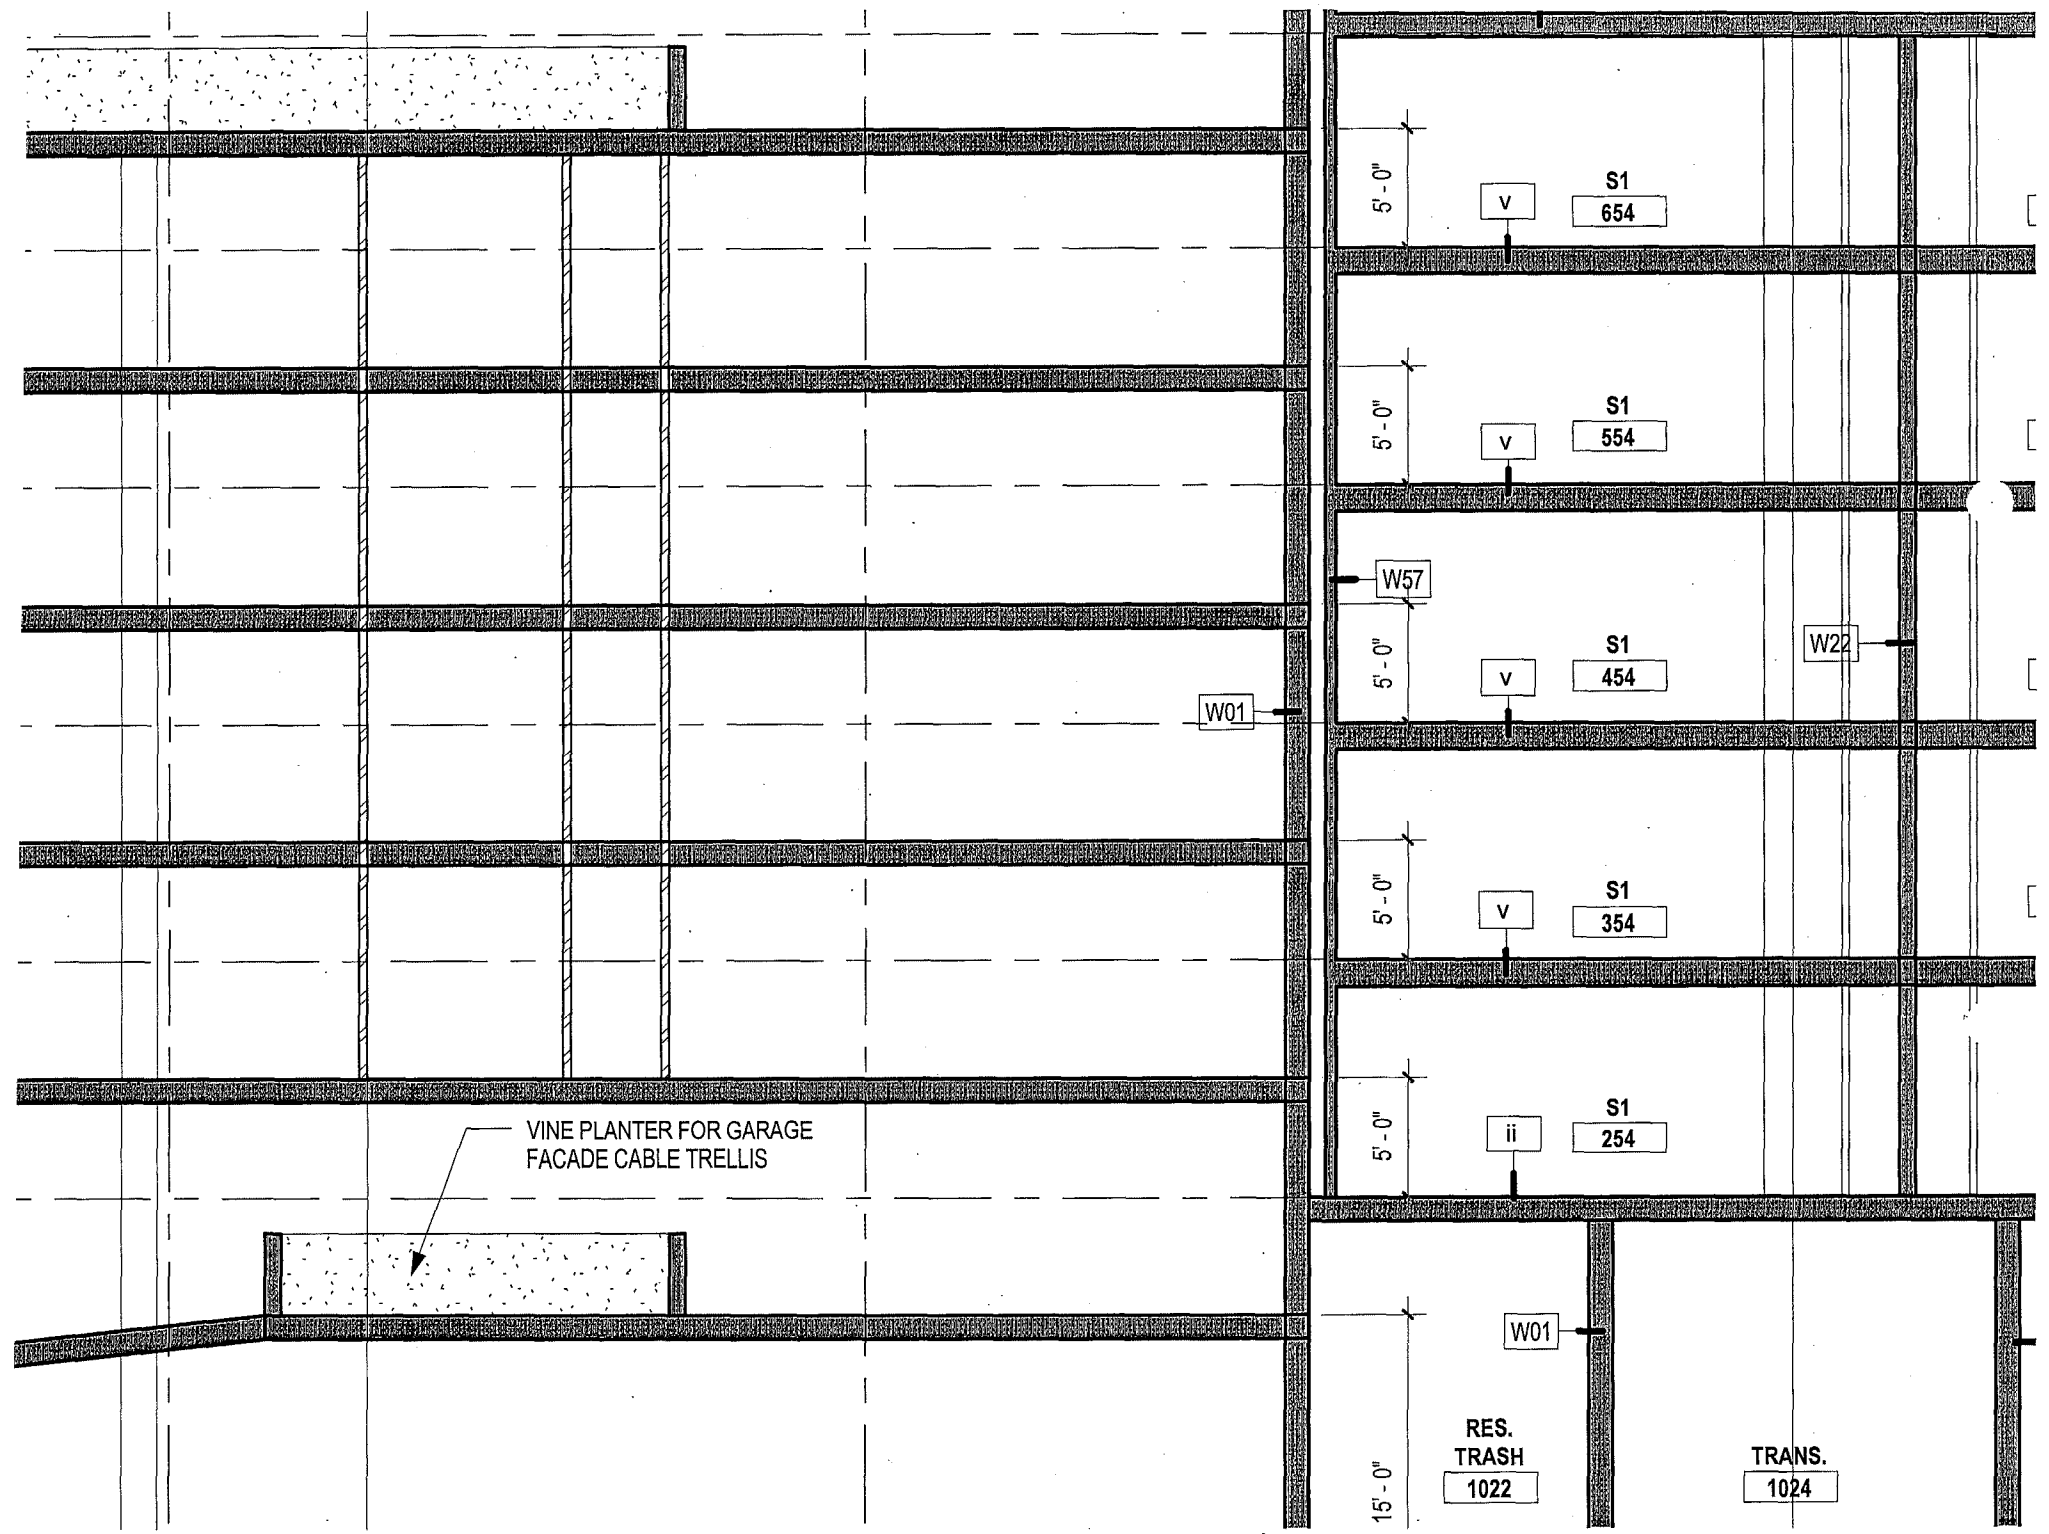 5' - 0"
v
S1
654
5' - 0"
v
S1
554
W57
5' - 0"
v
S1
454
W22
W01
5' - 0"
v
S1
354
5' - 0"
ii
S1
254
VINE PLANTER FOR GARAGE
FACADE CABLE TRELLIS
W01
15' - 0"
RES.
TRASH
1022
TRANS.
1024